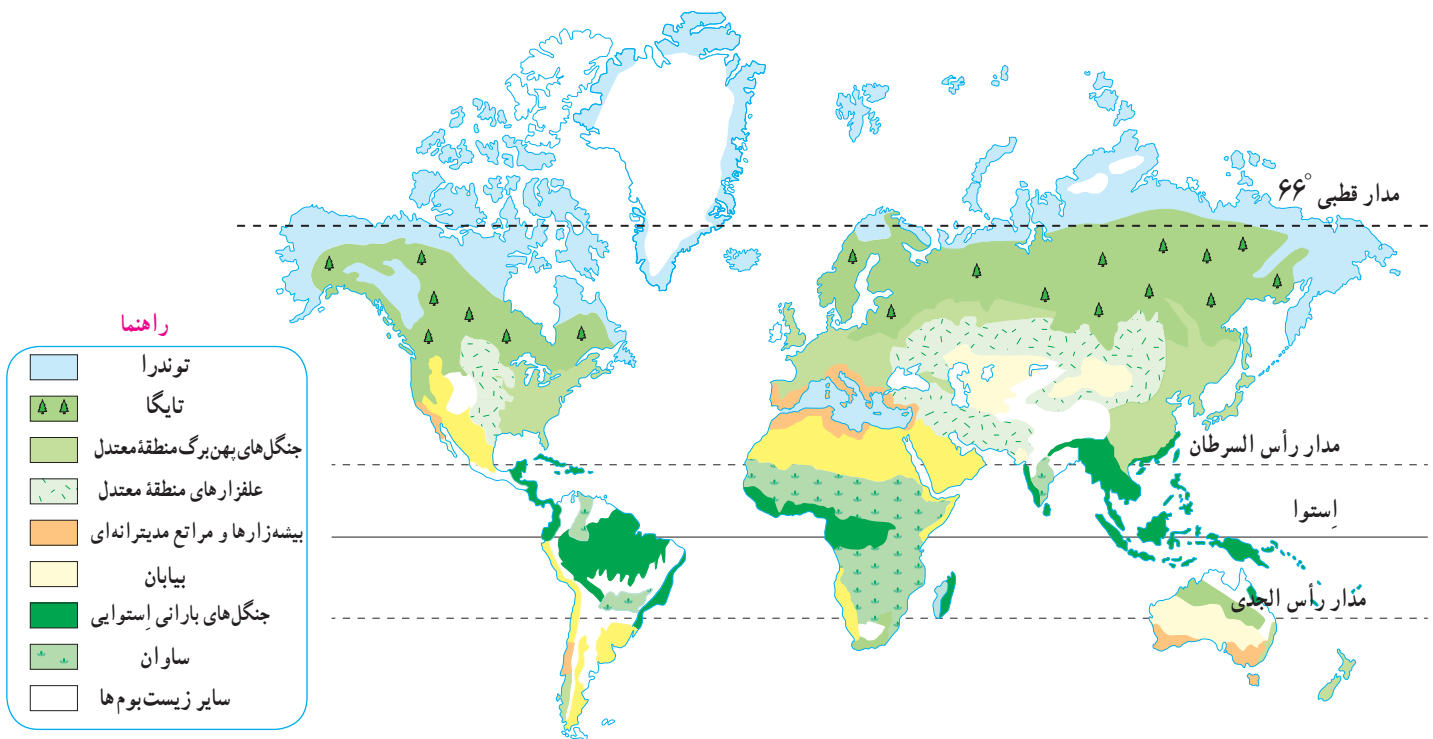 مدار قطبی ۶۶°
مدار رأس السرطان
اِستوا
مدار رأس الجدی
راهنما
توندرا
تایگا
جنگل‌های پهن‌برگ منطقهٔ معتدل
علفزارهای منطقهٔ معتدل
بیشه‌زارها و مراتع مدیترانه‌ای
بیابان
جنگل‌های بارانی اِستوایی
ساوان
سایر زیست‌بوم‌ها